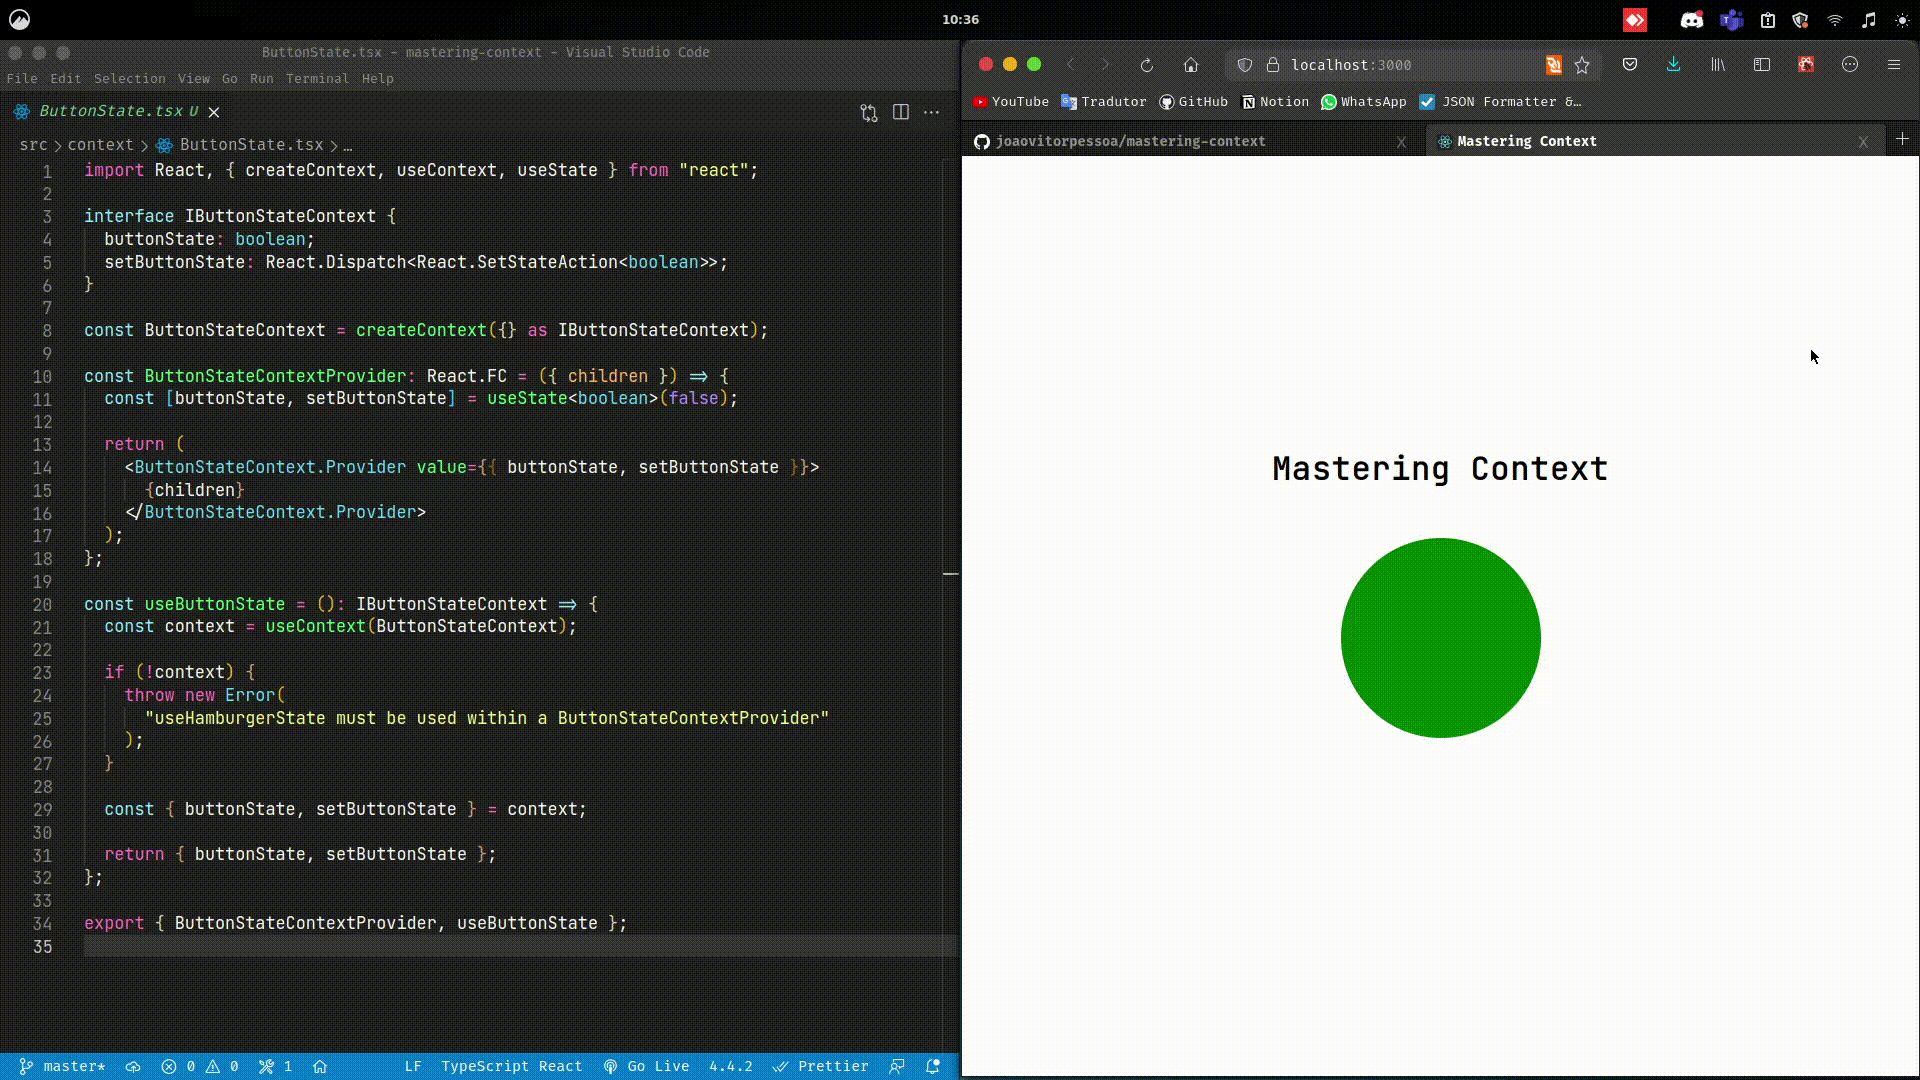 10:36
ButtonState.tsx - mastering-context - Visual Studio Code
File Edit Selection View Go Run Terminal Help
ButtonState.tsx U
src > context > ButtonState.tsx > …
1 import React, { createContext, useContext, useState } from "react";
2
3 interface IButtonStateContext {
4 buttonState: boolean;
5 setButtonState: React.Dispatch<React.SetStateAction<boolean>>;
6 }
7
8 const ButtonStateContext = createContext({} as IButtonStateContext);
9
10 const ButtonStateContextProvider: React.FC = ({ children }) => {
11 const [buttonState, setButtonState] = useState<boolean>(false);
12
13 return (
14 <ButtonStateContext.Provider value={{ buttonState, setButtonState }}>
15 {children}
16 </ButtonStateContext.Provider>
17 );
18 };
19
20 const useButtonState = (): IButtonStateContext => {
21 const context = useContext(ButtonStateContext);
22
23 if (!context) {
24 throw new Error(
25 "useHamburgerState must be used within a ButtonStateContextProvider"
26 );
27 }
28
29 const { buttonState, setButtonState } = context;
30
31 return { buttonState, setButtonState };
32 };
33
34 export { ButtonStateContextProvider, useButtonState };
35
master* 0 0 1 LF TypeScript React Go Live 4.4.2 Prettier
localhost:3000
YouTube Tradutor GitHub Notion WhatsApp JSON Formatter &…
joaovitorpessoa/mastering-context X Mastering Context X
Mastering Context